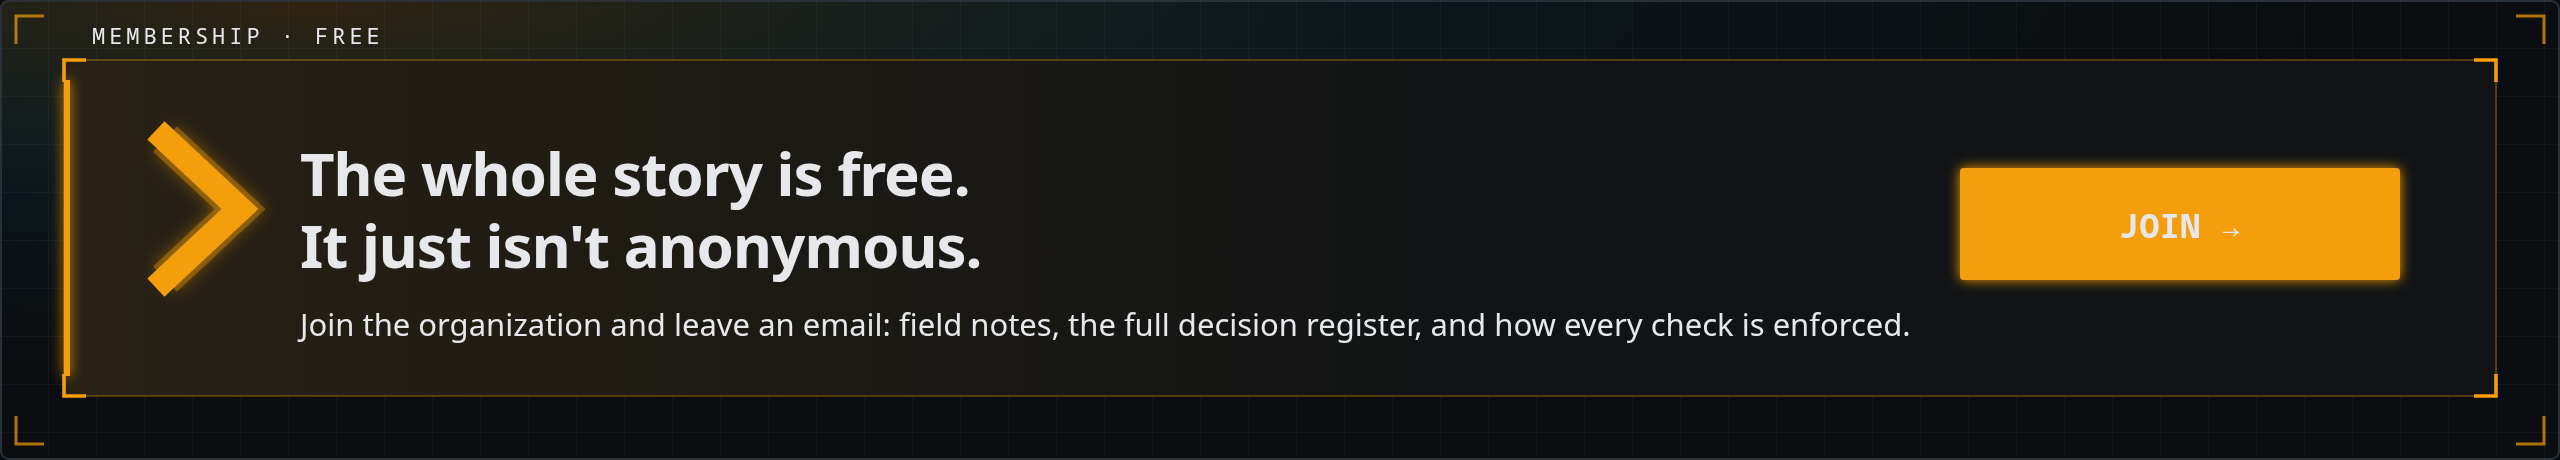 MEMBERSHIP · FREE
The whole story is free.
It just isn't anonymous.
Join the organization and leave an email: field notes, the full decision register, and how every check is enforced.
JOIN →